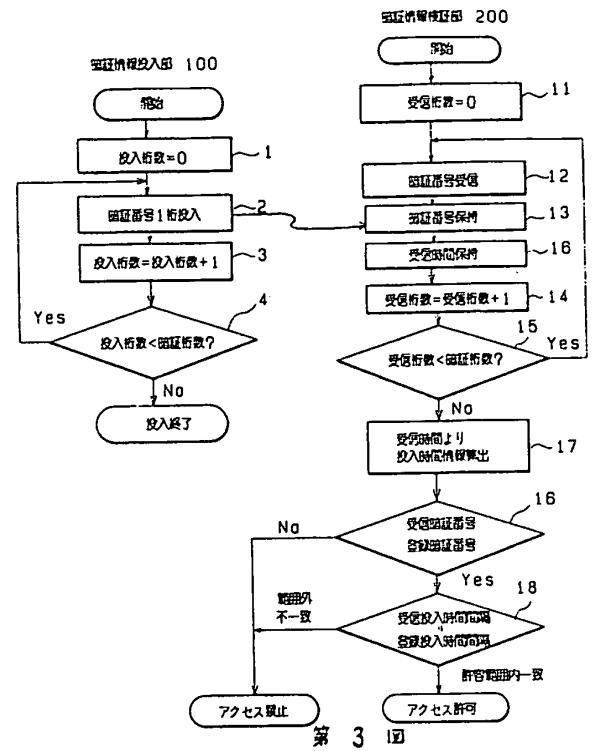 暗証情報投入部 100
開始
投入桁数=0
1
暗証番号1桁投入
2
投入桁数=投入桁数+1
3
4
Yes
投入桁数<暗証桁数?
No
投入終了
暗証情報検証部 200
開始
受信桁数=0
11
暗証番号受信
12
暗証番号保持
13
受信時間保持
16
受信桁数=受信桁数+1
14
15
Yes
受信桁数<暗証桁数?
No
受信時間より
投入時間情報算出
17
16
No
受信暗証番号
登録暗証番号
Yes
18
範囲外
不一致
受信投入時間間隔
登録投入時間間隔
許容範囲内一致
アクセス禁止
アクセス許可
第 3 図